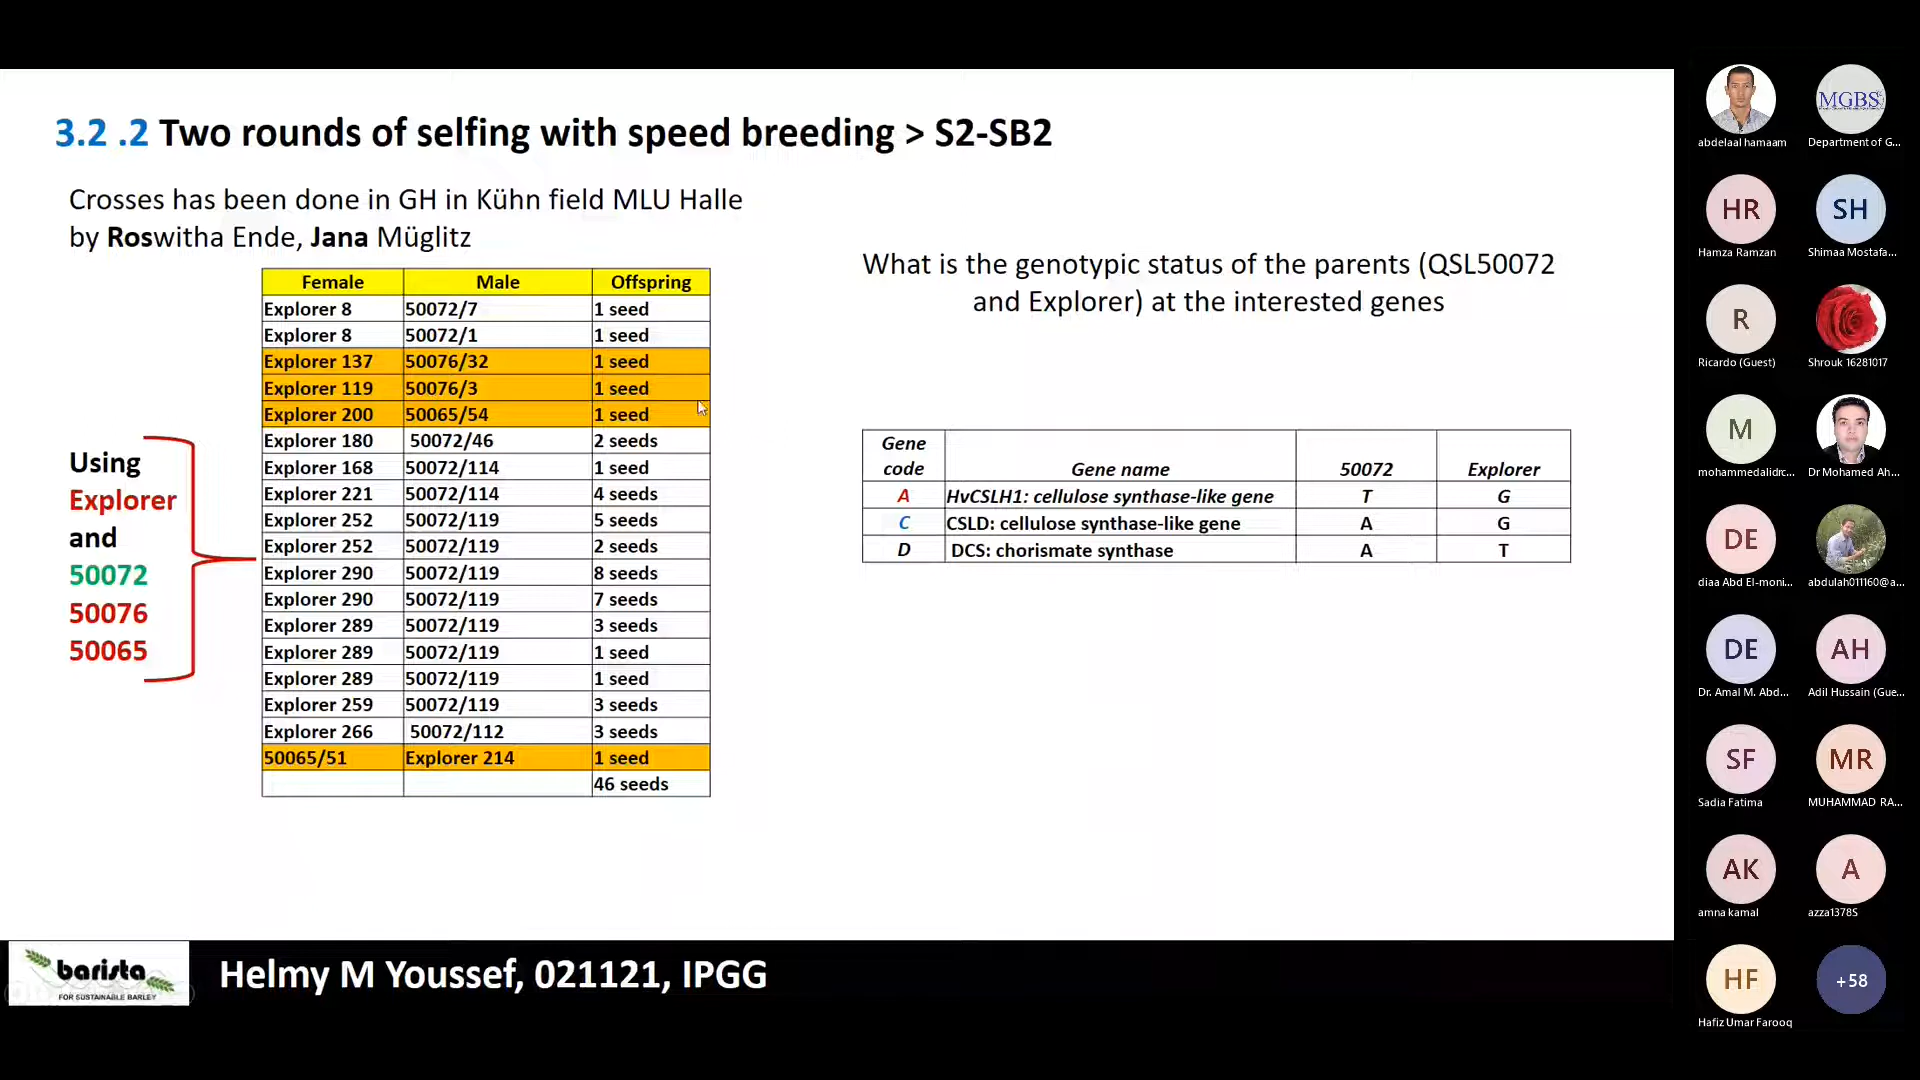 3.2 .2 Two rounds of selfing with speed breeding > S2-SB2
Crosses has been done in GH in Kühn field MLU Halle
by Roswitha Ende, Jana Müglitz
Using
Explorer
and
50072
50076
50065
Female Male Offspring
Explorer 8 50072/7 1 seed
Explorer 8 50072/1 1 seed
Explorer 137 50076/32 1 seed
Explorer 119 50076/3 1 seed
Explorer 200 50065/54 1 seed
Explorer 180 50072/46 2 seeds
Explorer 168 50072/114 1 seed
Explorer 221 50072/114 4 seeds
Explorer 252 50072/119 5 seeds
Explorer 252 50072/119 2 seeds
Explorer 290 50072/119 8 seeds
Explorer 290 50072/119 7 seeds
Explorer 289 50072/119 3 seeds
Explorer 289 50072/119 1 seed
Explorer 289 50072/119 1 seed
Explorer 259 50072/119 3 seeds
Explorer 266 50072/112 3 seeds
50065/51 Explorer 214 1 seed
46 seeds
What is the genotypic status of the parents (QSL50072
and Explorer) at the interested genes
Gene
code Gene name 50072 Explorer
A HvCSLH1: cellulose synthase-like gene T G
C CSLD: cellulose synthase-like gene A G
D DCS: chorismate synthase A T
barista
FOR SUSTAINABLE BARLEY
Helmy M Youssef, 021121, IPGG
MGBS
abdelaal hamaam Department of G...
HR SH
Hamza Ramzan Shimaa Mostafa...
R
Ricardo (Guest) Shrouk 16281017
M
mohammedalidrc... Dr Mohamed Ah...
DE
diaa Abd El-moni... abdulah011160@a...
DE AH
Dr. Amal M. Abd... Adil Hussain (Gue...
SF MR
Sadia Fatima MUHAMMAD RA...
AK A
amna kamal azza1378S
HF +58
Hafiz Umar Farooq